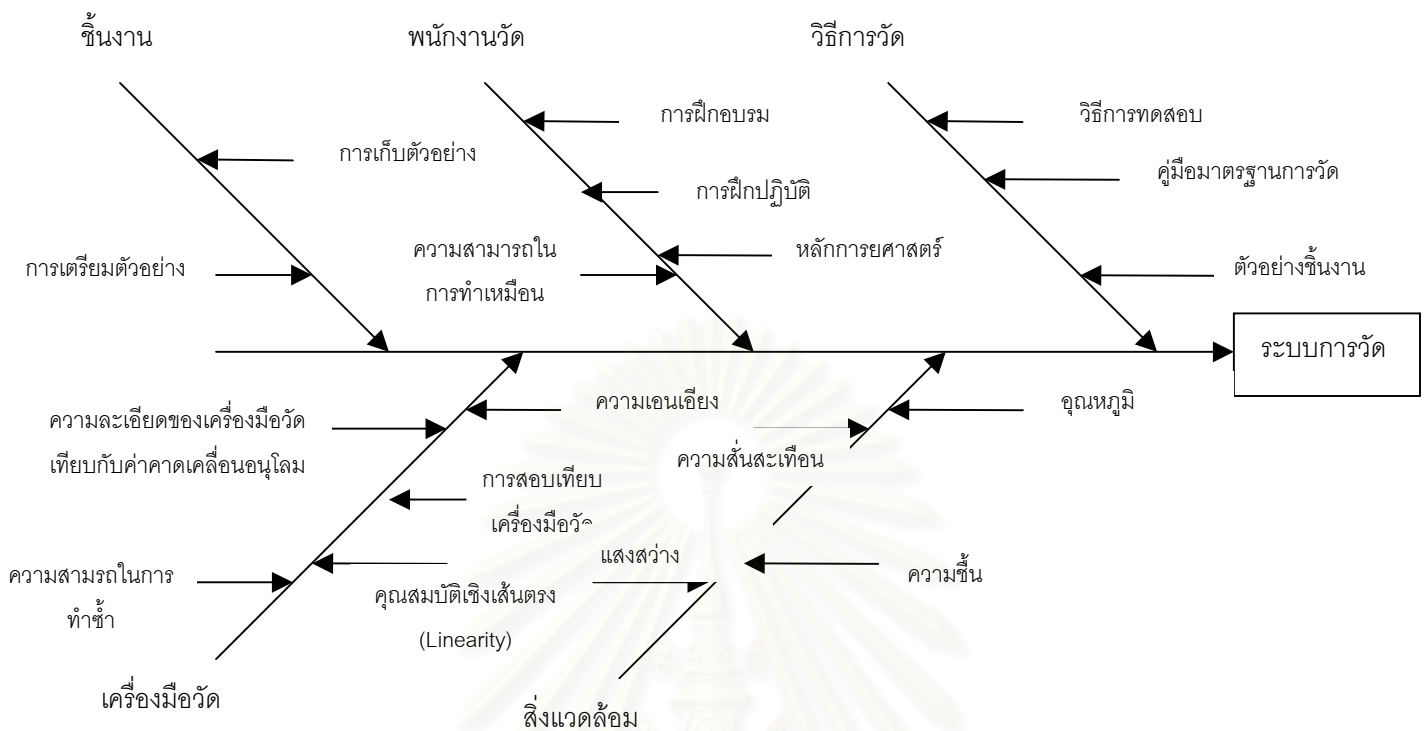 ชิ้นงาน
พนักงานวัด
วิธีการวัด
การฝึกอบรม
วิธีการทดสอบ
การเก็บตัวอย่าง
คู่มือมาตรฐานการวัด
การฝึกปฏิบัติ
ความสามารถใน
การทำเหมือน
หลักการยศาสตร์
การเตรียมตัวอย่าง
ตัวอย่างชิ้นงาน
ระบบการวัด
ความเอนเอียง
อุณหภูมิ
ความละเอียดของเครื่องมือวัด
เทียบกับค่าคาดเคลื่อนอนุโลม
ความสั่นสะเทือน
การสอบเทียบ
เครื่องมือวัด
แสงสว่าง
ความชื้น
ความสามรถในการ
ทำซ้ำ
คุณสมบัติเชิงเส้นตรง
(Linearity)
เครื่องมือวัด
สิ่งแวดล้อม